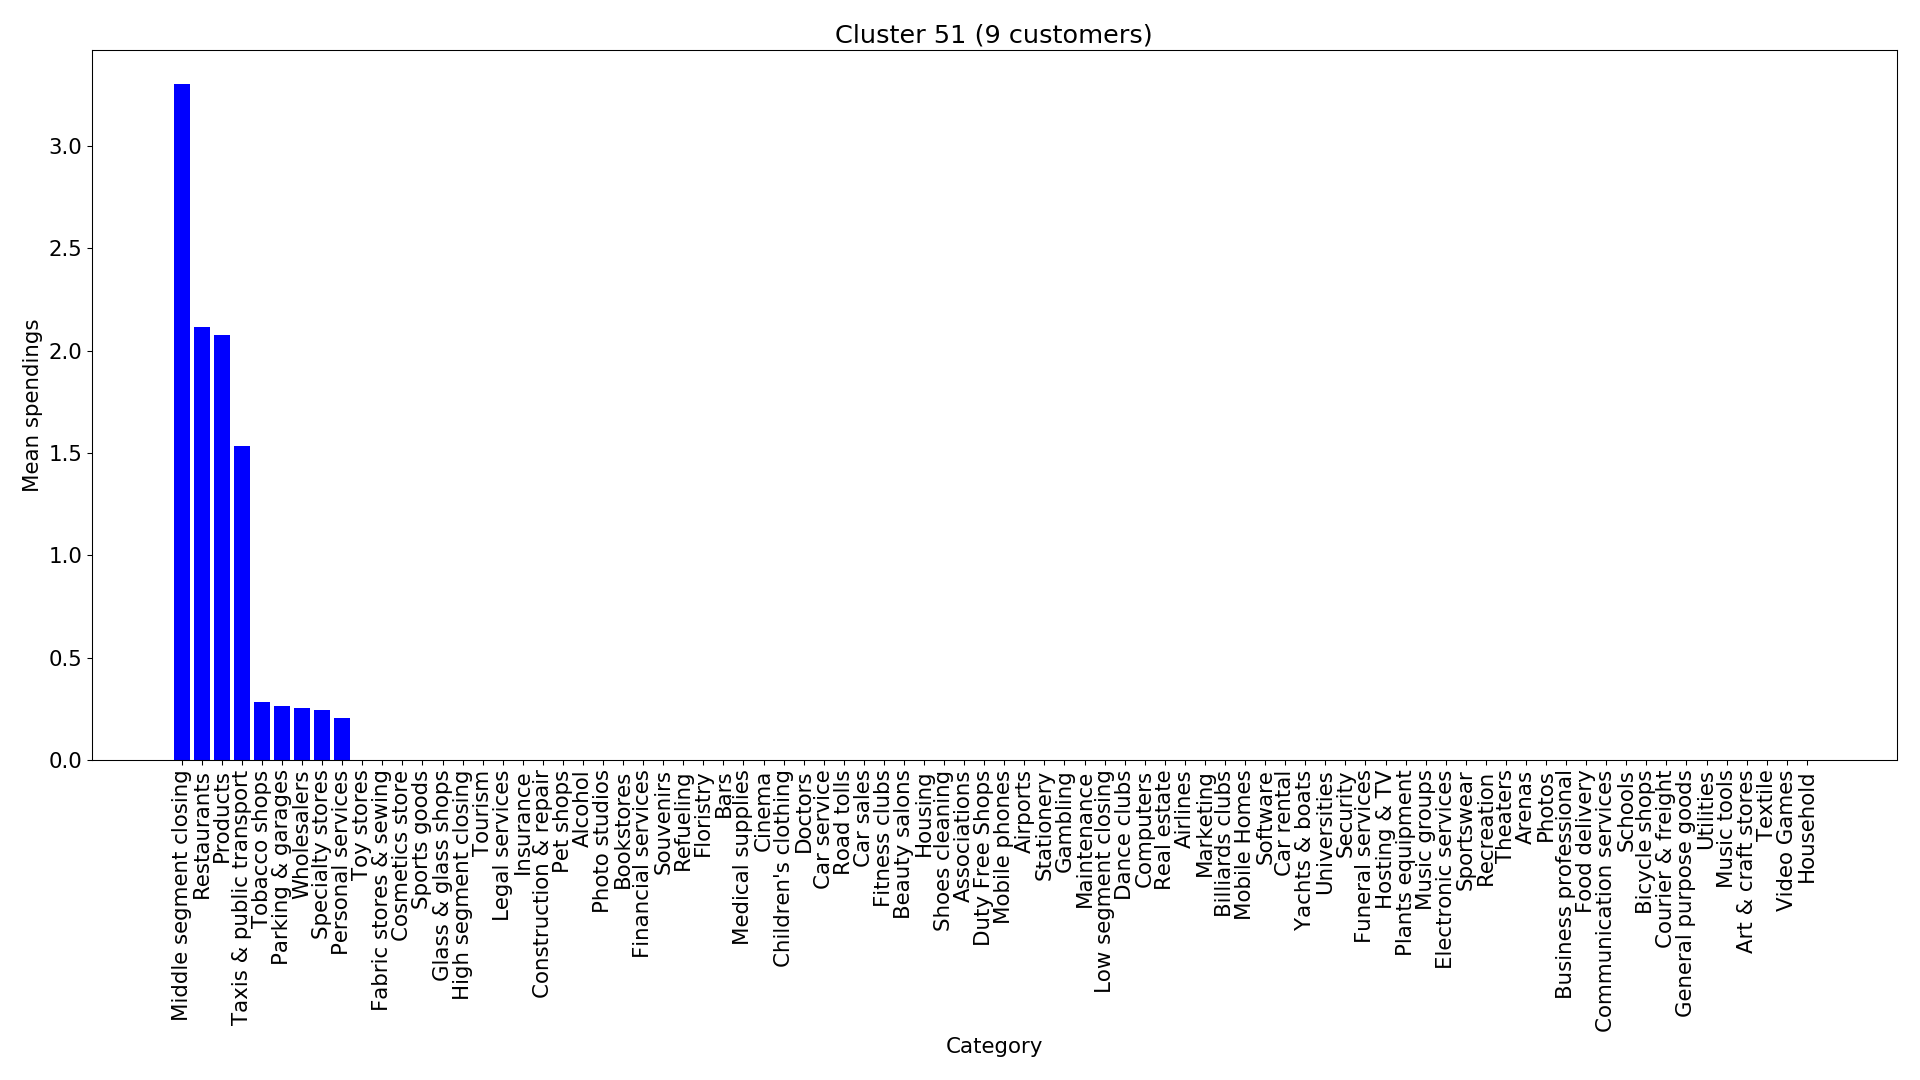 Cluster 51 (9 customers)
Mean spendings
3.0
2.5
2.0
1.5
1.0
0.5
0.0
Middle segment closing
Restaurants
Products
Taxis & public transport
Tobacco shops
Parking & garages
Wholesalers
Specialty stores
Personal services
Toy stores
Fabric stores & sewing
Cosmetics store
Sports goods
Glass & glass shops
High segment closing
Tourism
Legal services
Insurance
Construction & repair
Pet shops
Alcohol
Photo studios
Bookstores
Financial services
Souvenirs
Refuelling
Floristry
Bars
Medical supplies
Cinema
Children's clothing
Doctors
Car service
Road tolls
Car sales
Fitness clubs
Beauty salons
Housing
Shoes cleaning
Associations
Duty Free Shops
Mobile phones
Airports
Stationery
Gambling
Maintenance
Low segment closing
Dance clubs
Computers
Real estate
Airlines
Marketing
Billiards clubs
Mobile Homes
Software
Car rental
Yachts & boats
Universities
Security
Funeral services
Hosting & TV
Plants equipment
Music groups
Electronic services
Sportswear
Recreation
Theaters
Arenas
Photos
Business professional
Food delivery
Communication services
Schools
Bicycle shops
Courier & freight
General purpose goods
Utilities
Music tools
Art & craft stores
Textile
Video Games
Household
Category